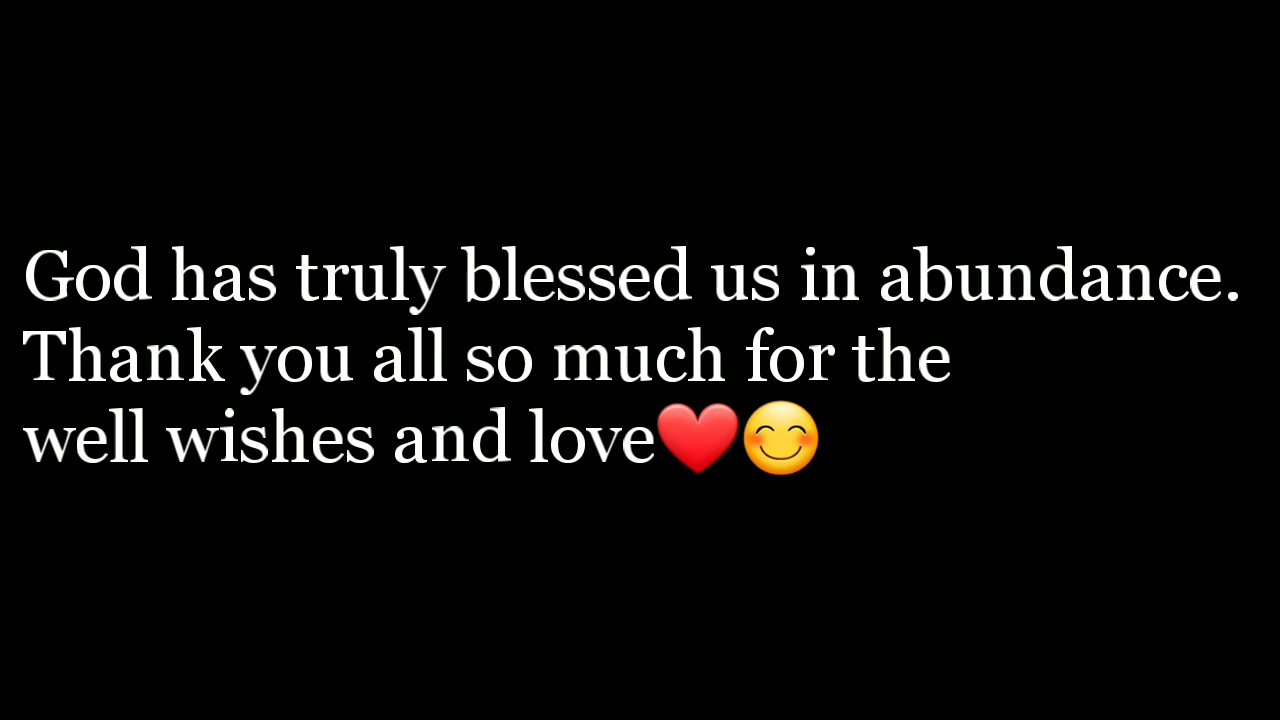 God has truly blessed us in abundance.
Thank you all so much for the
well wishes and love❤️😊